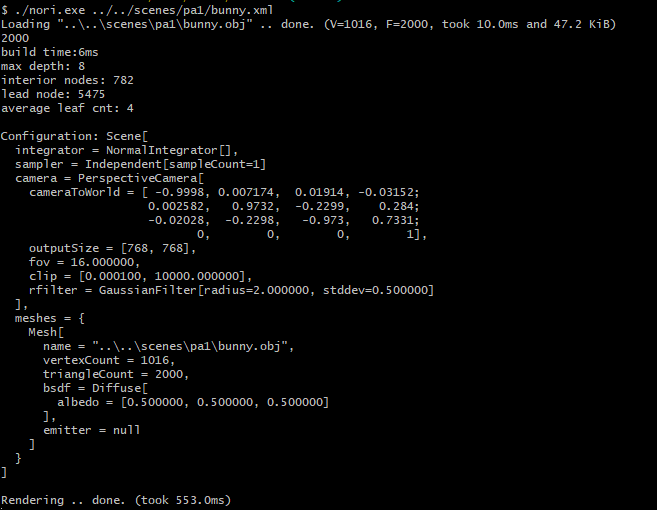 $ ./nori.exe ../../scenes/pa1/bunny.xml
Loading "..\..\scenes\pa1\bunny.obj" .. done. (V=1016, F=2000, took 10.0ms and 47.2 KiB)
2000
build time:6ms
max depth: 8
interior nodes: 782
lead node: 5475
average leaf cnt: 4

Configuration: Scene[
  integrator = NormalIntegrator[],
  sampler = Independent[sampleCount=1]
  camera = PerspectiveCamera[
    cameraToWorld = [ -0.9998, 0.007174,  0.01914, -0.03152;
                     0.002582,   0.9732,  -0.2299,    0.284;
                     -0.02028,  -0.2298,   -0.973,   0.7331;
                            0,        0,        0,        1],
    outputSize = [768, 768],
    fov = 16.000000,
    clip = [0.000100, 10000.000000],
    rfilter = GaussianFilter[radius=2.000000, stddev=0.500000]
  ],
  meshes = {
    Mesh[
      name = "..\..\scenes\pa1\bunny.obj",
      vertexCount = 1016,
      triangleCount = 2000,
      bsdf = Diffuse[
        albedo = [0.500000, 0.500000, 0.500000]
      ],
      emitter = null
    ]
  }
]

Rendering .. done. (took 553.0ms)